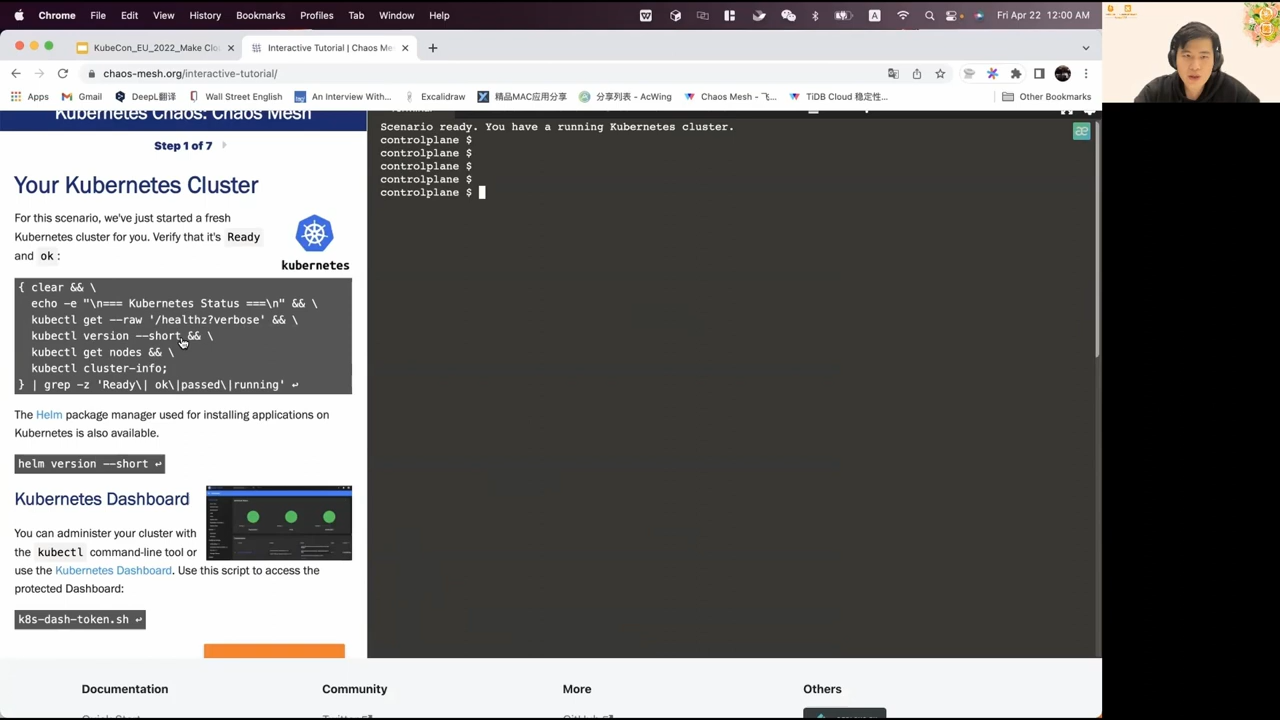 Chrome File Edit View History Bookmarks Profiles Tab Window Help
A
Fri Apr 22 12:00 AM
KubeCon_EU_2022_Make Clo
Interactive Tutorial | Chaos Mes
chaos-mesh.org/interactive-tutorial/
Apps Gmail DeepL翻译 Wall Street English An Interview With... Excalidraw 精品MAC应用分享 分享列表 - AcWing Chaos Mesh - 飞... TiDB Cloud 稳定性... Other Bookmarks
Kubernetes Chaos: Chaos Mesh
Step 1 of 7
Your Kubernetes Cluster
For this scenario, we've just started a fresh
Kubernetes cluster for you. Verify that it's Ready
and ok :
kubernetes
{ clear && \
echo -e "\n=== Kubernetes Status ===\n" && \
kubectl get --raw '/healthz?verbose' && \
kubectl version --short && \
kubectl get nodes && \
kubectl cluster-info;
} | grep -z 'Ready\| ok\|passed\|running' ↩
The Helm package manager used for installing applications on
Kubernetes is also available.
helm version --short ↩
Kubernetes Dashboard
You can administer your cluster with
the kubectl command-line tool or
use the Kubernetes Dashboard. Use this script to access the
protected Dashboard:
k8s-dash-token.sh ↩
Scenario ready. You have a running Kubernetes cluster.
controlplane $
controlplane $
controlplane $
controlplane $
controlplane $
æ
Documentation
Community
More
Others
Quick Start
Twitter
GitHub